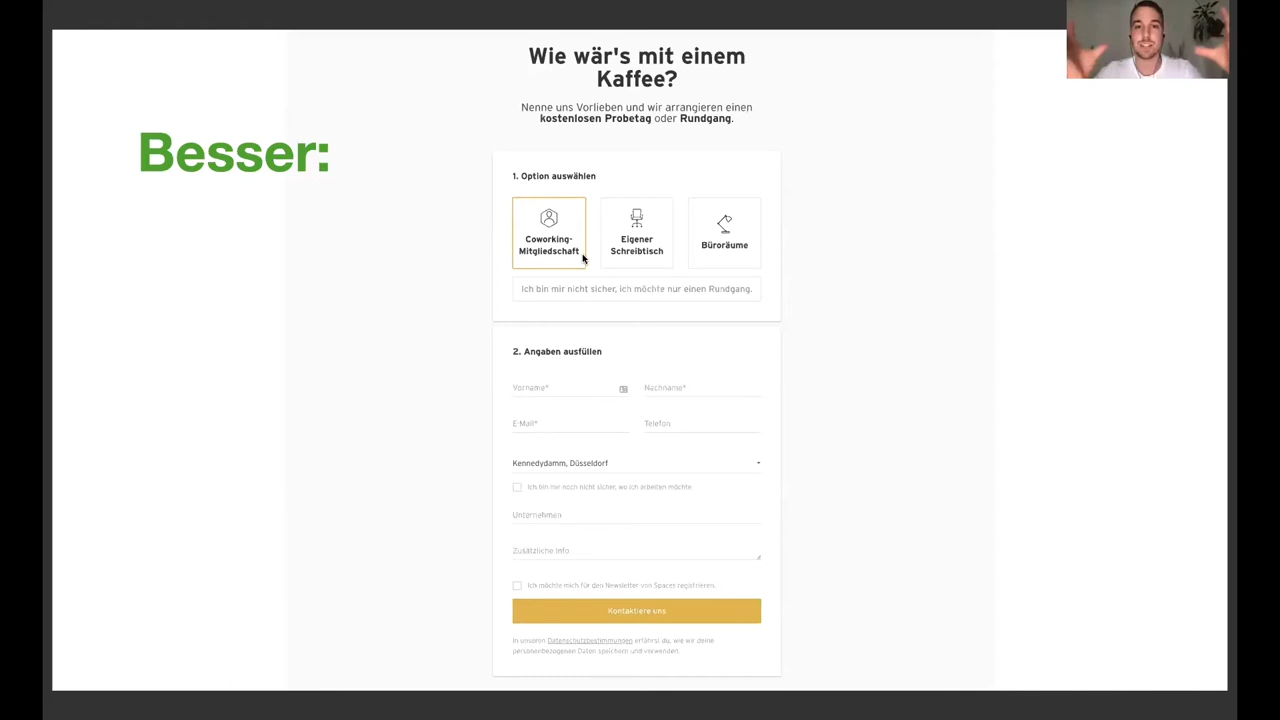 Wie wär's mit einem
Kaffee?
Nenne uns Vorlieben und wir arrangieren einen
kostenlosen Probetag oder Rundgang.
Besser:
1. Option auswählen
Coworking-
Mitgliedschaft
Eigener
Schreibtisch
Büroräume
Ich bin mir nicht sicher, ich möchte nur einen Rundgang.
2. Angaben ausfüllen
Vorname*
Nachname*
E-Mail*
Telefon
Kennedydamm, Düsseldorf
Ich bin mir noch nicht sicher, wo ich arbeiten möchte.
Unternehmen
Zusätzliche Info
Ich möchte mich für den Newsletter von Spaces registrieren.
Kontaktiere uns
In unseren Datenschutzbestimmungen erfährst du, wie wir deine
personenbezogenen Daten speichern und verwenden.